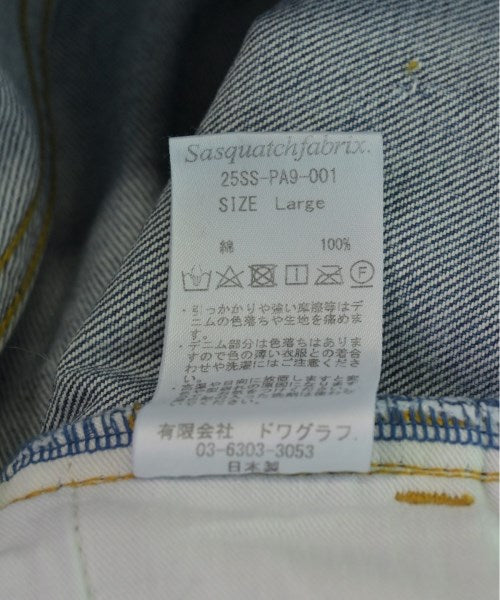 Sasquatchfabrix.
25SS-PA9-001
SIZE Large
綿 100%
・引っかかりや強い摩擦等はデ
ニムの色落ちや生地を痛めま
す。
・デニム部分は色落ちはありま
すので色の薄い衣服との着合
わせや洗濯にはご注意くださ
い。
有限会社 ドワグラフ
03-6303-3053
日本製